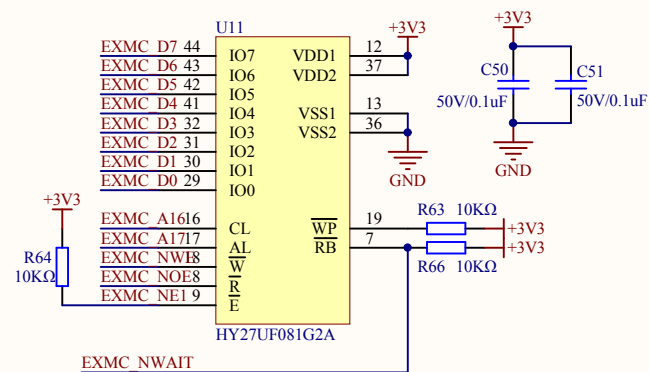 U11
EXMC_D7 44 IO7 VDD1 12 +3V3
EXMC_D6 43 IO6 VDD2 37
EXMC_D5 42 IO5
EXMC_D4 41 IO4 VSS1 13
EXMC_D3 32 IO3 VSS2 36
EXMC_D2 31 IO2
EXMC_D1 30 IO1
EXMC_D0 29 IO0 GND
+3V3
C50 C51
50V/0.1uF 50V/0.1uF
GND
+3V3
R64
10KΩ
EXMC_A16 16 CL WP 19 R63 10KΩ +3V3
EXMC_A17 17 AL RB 7 R66 10KΩ +3V3
EXMC_NWE 18 W
EXMC_NOE 8 R
EXMC_NE1 9 E
HY27UF081G2A
EXMC_NWAIT